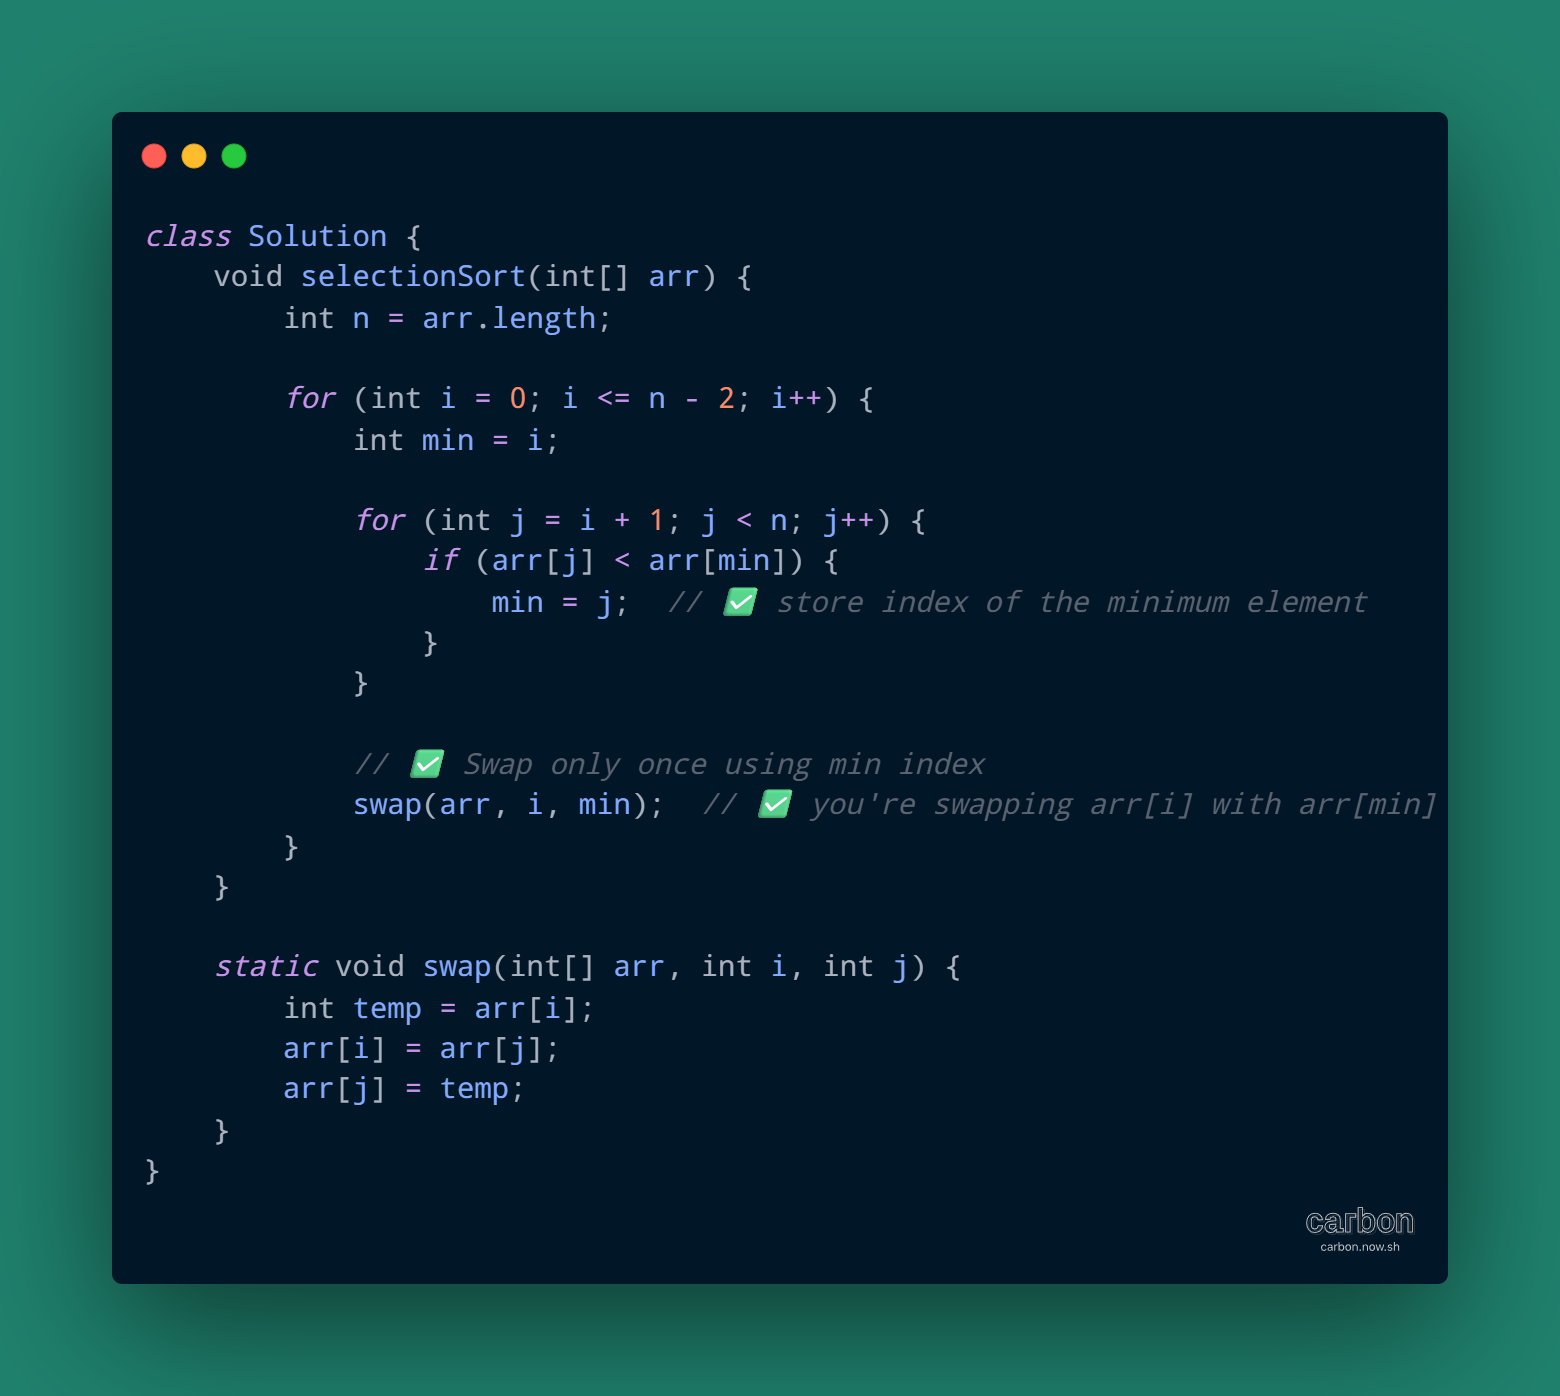 class Solution {
    void selectionSort(int[] arr) {
        int n = arr.length;

        for (int i = 0; i <= n - 2; i++) {
            int min = i;

            for (int j = i + 1; j < n; j++) {
                if (arr[j] < arr[min]) {
                    min = j;  // ✅ store index of the minimum element
                }
            }

            // ✅ Swap only once using min index
            swap(arr, i, min);  // ✅ you're swapping arr[i] with arr[min]
        }
    }

    static void swap(int[] arr, int i, int j) {
        int temp = arr[i];
        arr[i] = arr[j];
        arr[j] = temp;
    }
}
carbon
carbon.now.sh